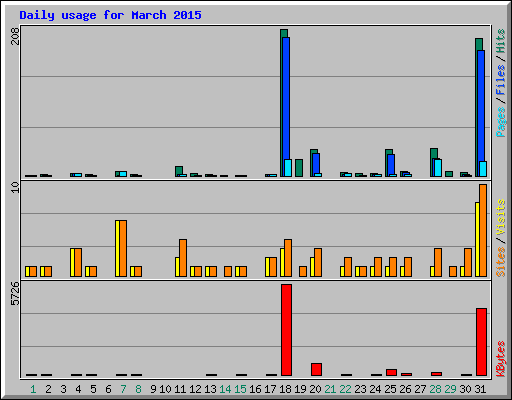 Daily usage for March 2015
208
10
5726
Pages/Files/Hits
Sites/Visits
KBytes
1 2 3 4 5 6 7 8 9 10 11 12 13 14 15 16 17 18 19 20 21 22 23 24 25 26 27 28 29 30 31